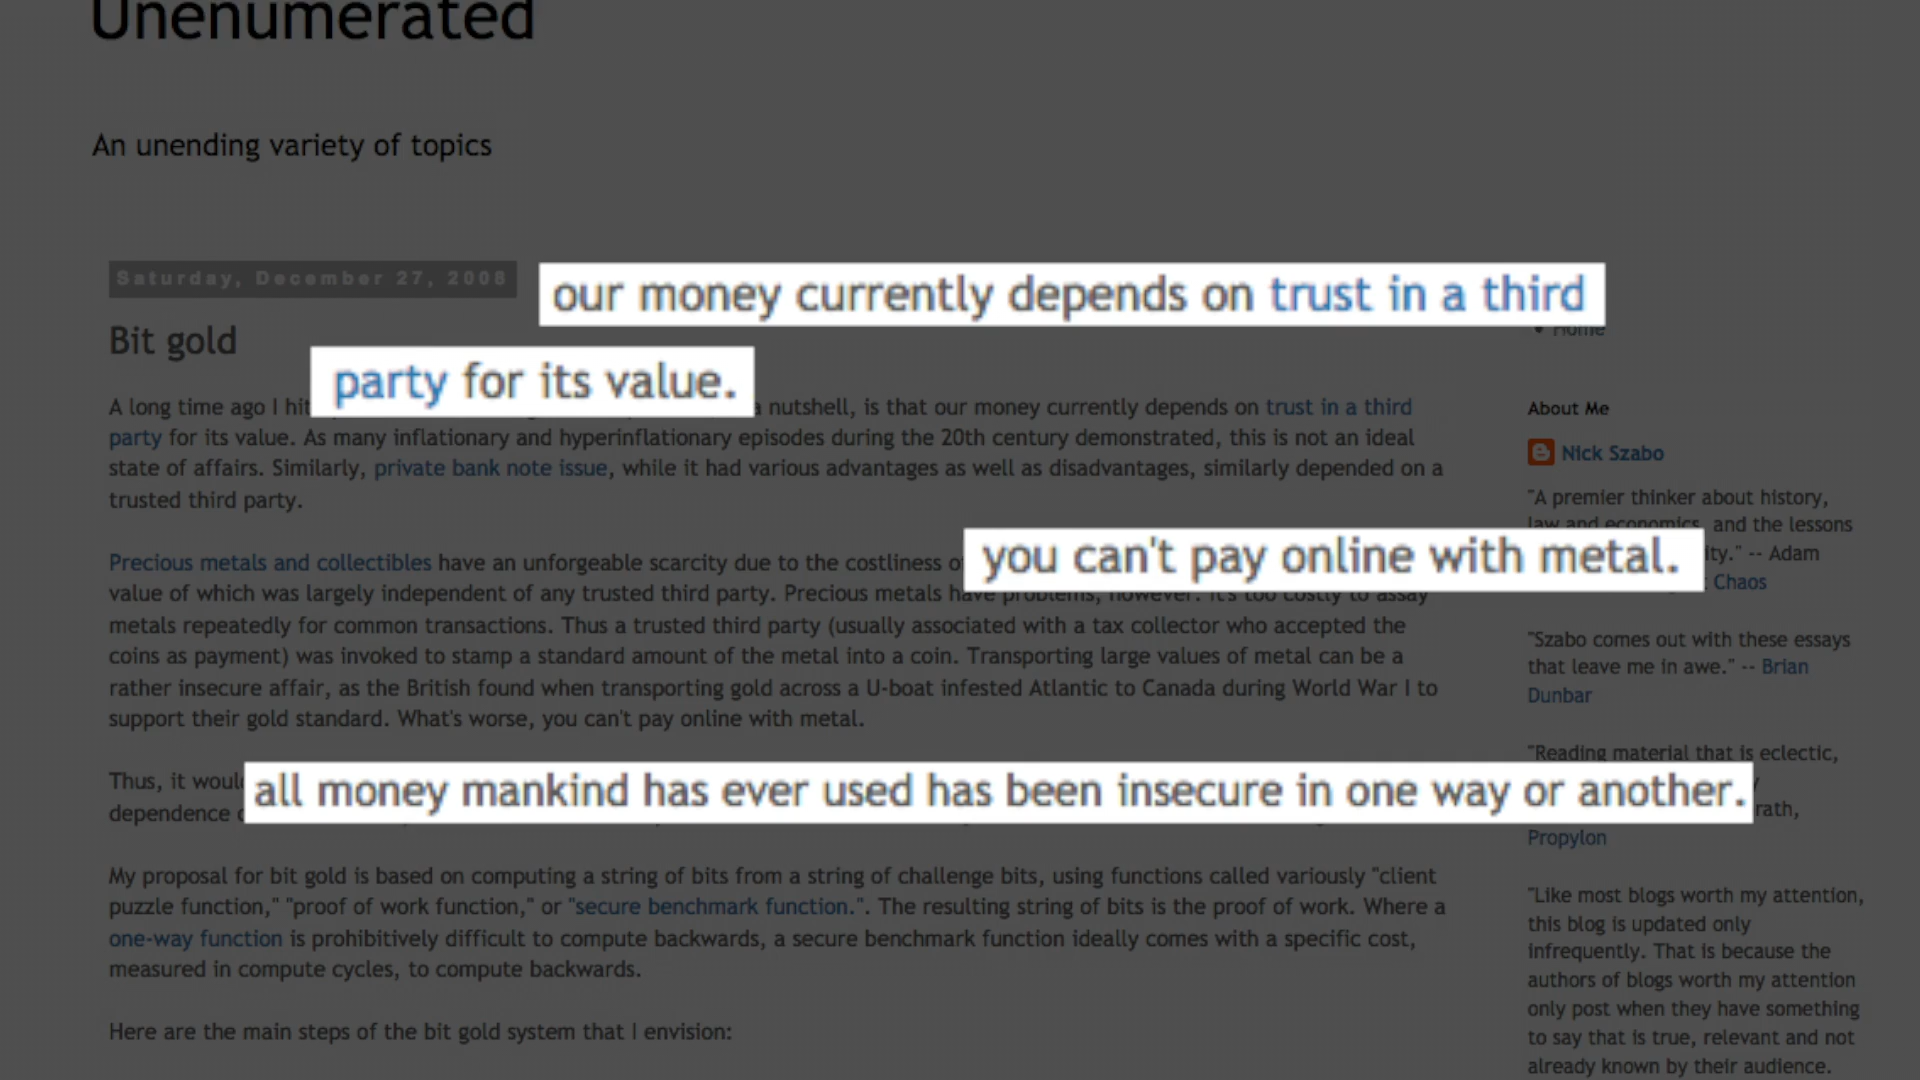 Unenumerated
An unending variety of topics
Saturday, December 27, 2008
our money currently depends on trust in a third
party for its value.
Bit gold
A long time ago I hit
a nutshell, is that our money currently depends on trust in a third
party for its value. As many inflationary and hyperinflationary episodes during the 20th century demonstrated, this is not an ideal
state of affairs. Similarly, private bank note issue, while it had various advantages as well as disadvantages, similarly depended on a
trusted third party.
you can't pay online with metal.
Precious metals and collectibles have an unforgeable scarcity due to the costliness o
value of which was largely independent of any trusted third party. Precious metals have problems, however. It's too costly to assay
metals repeatedly for common transactions. Thus a trusted third party (usually associated with a tax collector who accepted the
coins as payment) was invoked to stamp a standard amount of the metal into a coin. Transporting large values of metal can be a
rather insecure affair, as the British found when transporting gold across a U-boat infested Atlantic to Canada during World War I to
support their gold standard. What's worse, you can't pay online with metal.
all money mankind has ever used has been insecure in one way or another.
Thus, it woul
dependence
My proposal for bit gold is based on computing a string of bits from a string of challenge bits, using functions called variously "client
puzzle function," "proof of work function," or "secure benchmark function.". The resulting string of bits is the proof of work. Where a
one-way function is prohibitively difficult to compute backwards, a secure benchmark function ideally comes with a specific cost,
measured in compute cycles, to compute backwards.
Here are the main steps of the bit gold system that I envision:
• Home
About Me
Nick Szabo
"A premier thinker about history,
law and economics, and the lessons
ity." -- Adam
Chaos
"Szabo comes out with these essays
that leave me in awe." -- Brian
Dunbar
"Reading material that is eclectic,
rath,
Propylon
"Like most blogs worth my attention,
this blog is updated only
infrequently. That is because the
authors of blogs worth my attention
only post when they have something
to say that is true, relevant and not
already known by their audience.